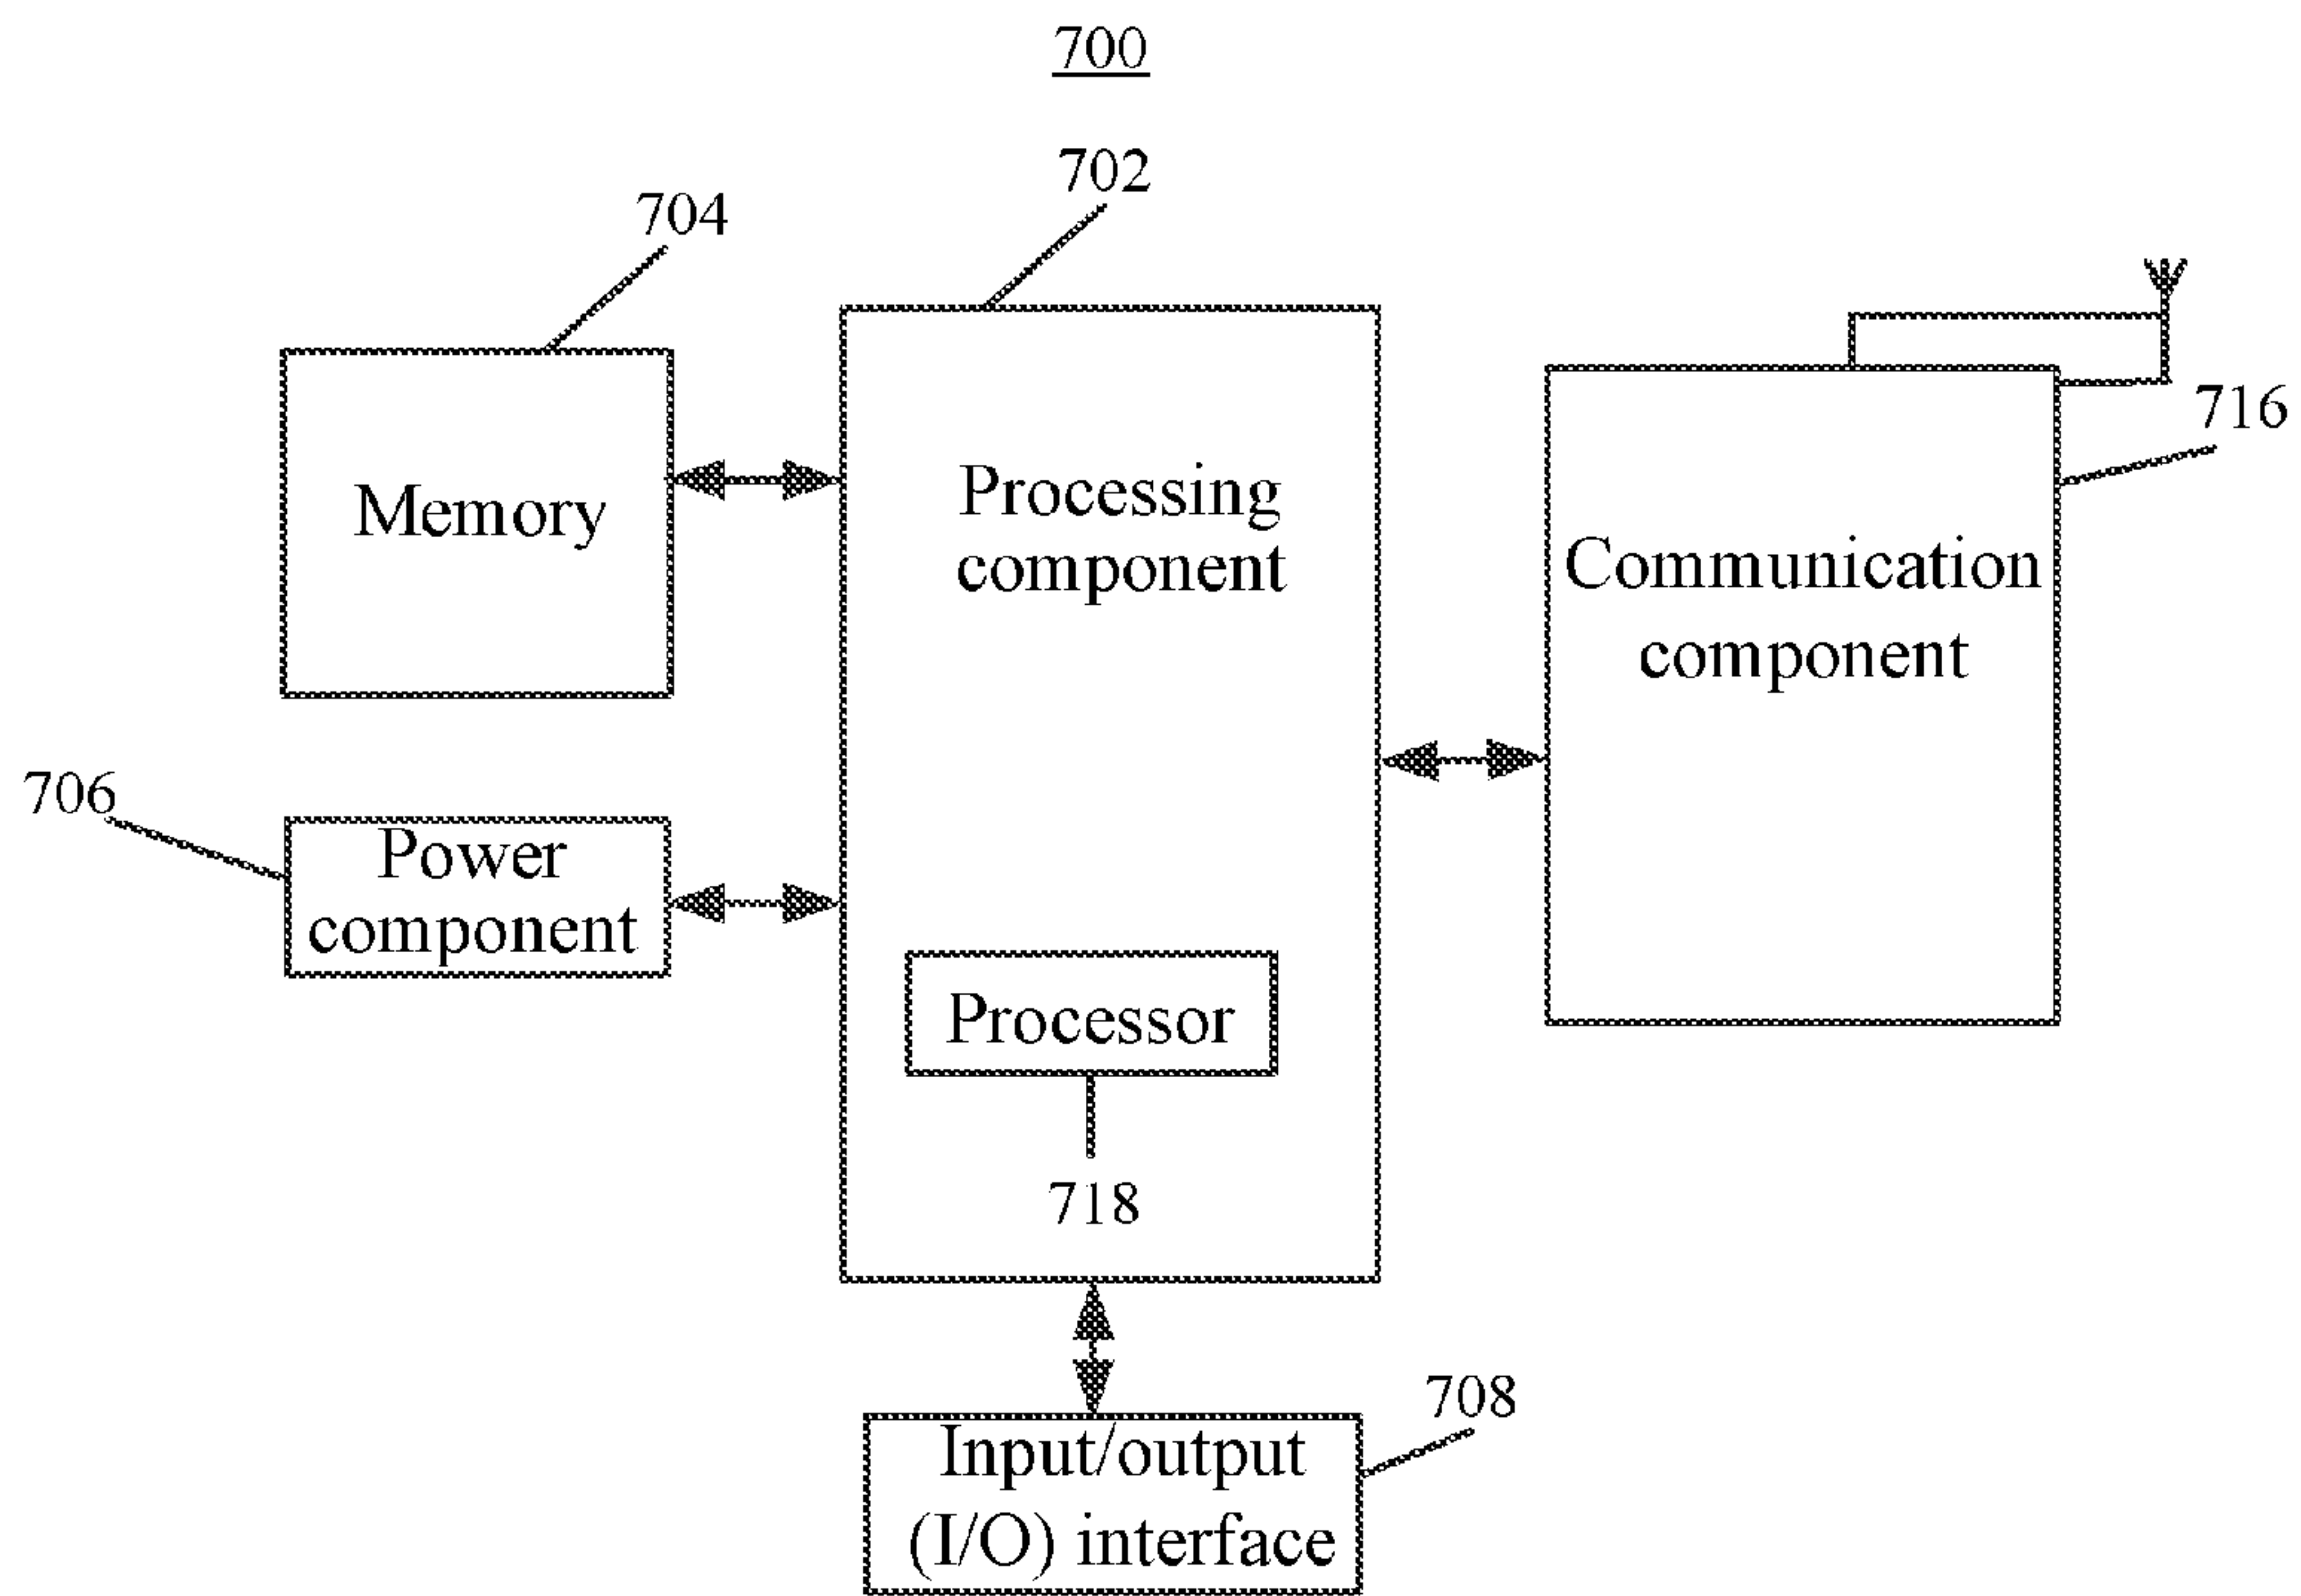 700
702
704
Memory
Processing
component
716
Communication
component
706
Power
component
Processor
718
708
Input/output
(I/O) interface